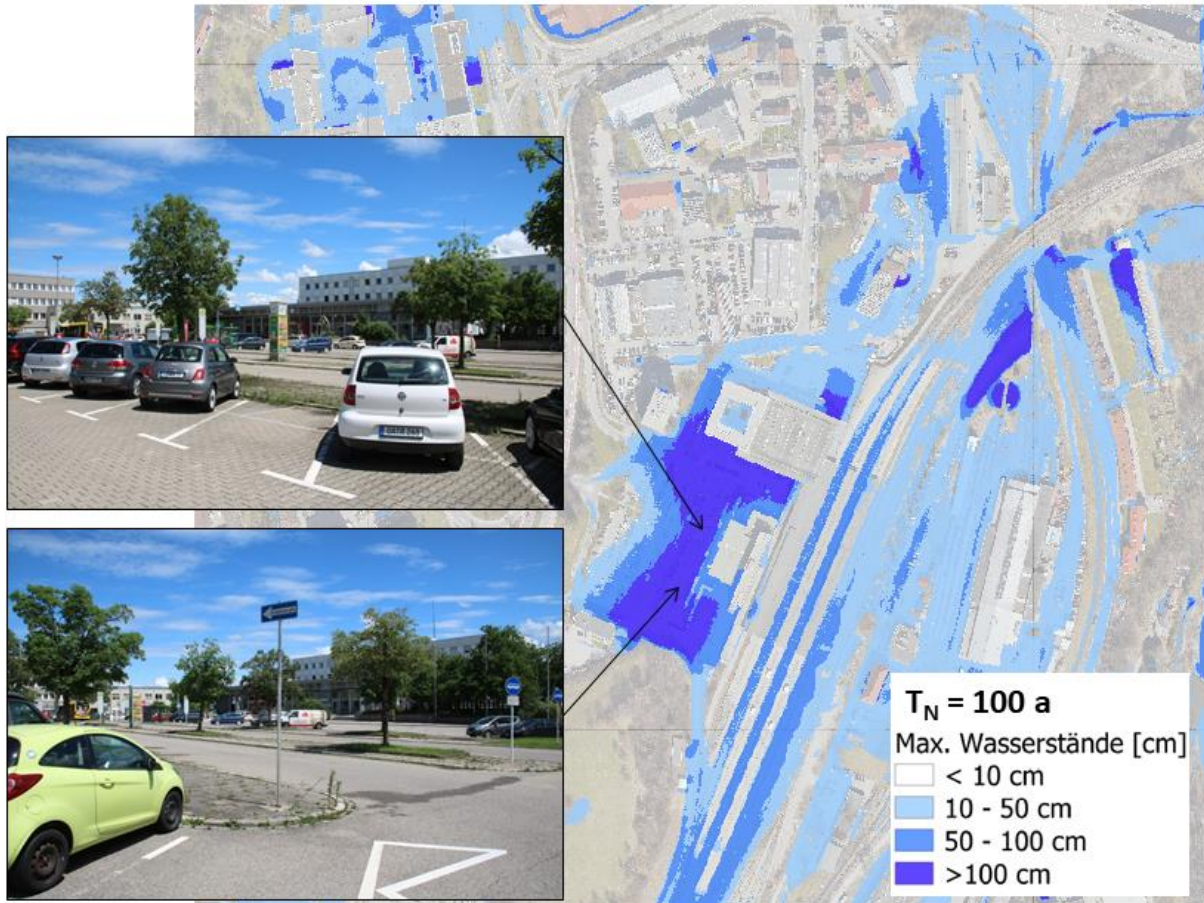 T_N = 100 a
Max. Wasserstände [cm]
< 10 cm
10 - 50 cm
50 - 100 cm
>100 cm